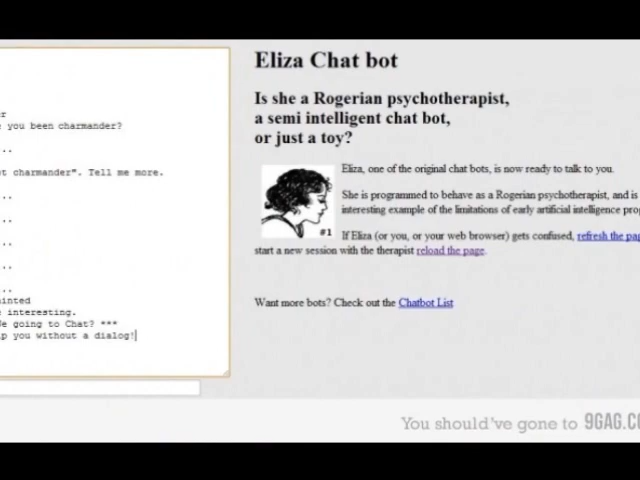 Eliza Chat bot
Is she a Rogerian psychotherapist,
a semi intelligent chat bot,
or just a toy?
Eliza, one of the original chat bots, is now ready to talk to you.
She is programmed to behave as a Rogerian psychotherapist, and is
interesting example of the limitations of early artificial intelligence
#1
If Eliza (or you, or your web browser) gets confused, refresh the
start a new session with the therapist reload the page.
Want more bots? Check out the Chatbot List
you been charmander?
...
charmander". Tell me more.
...
...
...
...
...
interesting.
going to Chat? ***
you without a dialog!
You should've gone to 9GAG.